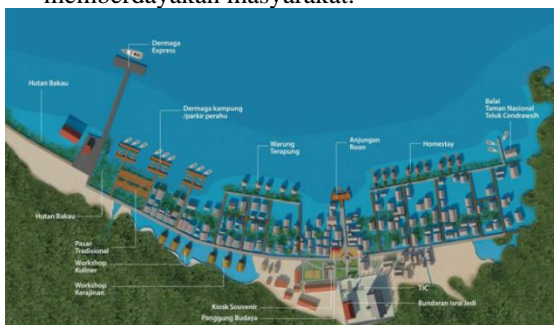 memberdayakan masyarakat.
Dermaga
Express
Hutan Bakau
Dermaga kampung
/parkir perahu
Balai
Taman Nasional
Teluk Cendrawsih
Warung
Terapung
Anjungan
Roon
Homestay
Hutan Bakau
Pasar
Tradisional
Workshop
Kuliner
Workshop
Kerajinan
TIC
Kiosk Souvenir
Bundaran Isna Jedi
Panggung Budaya